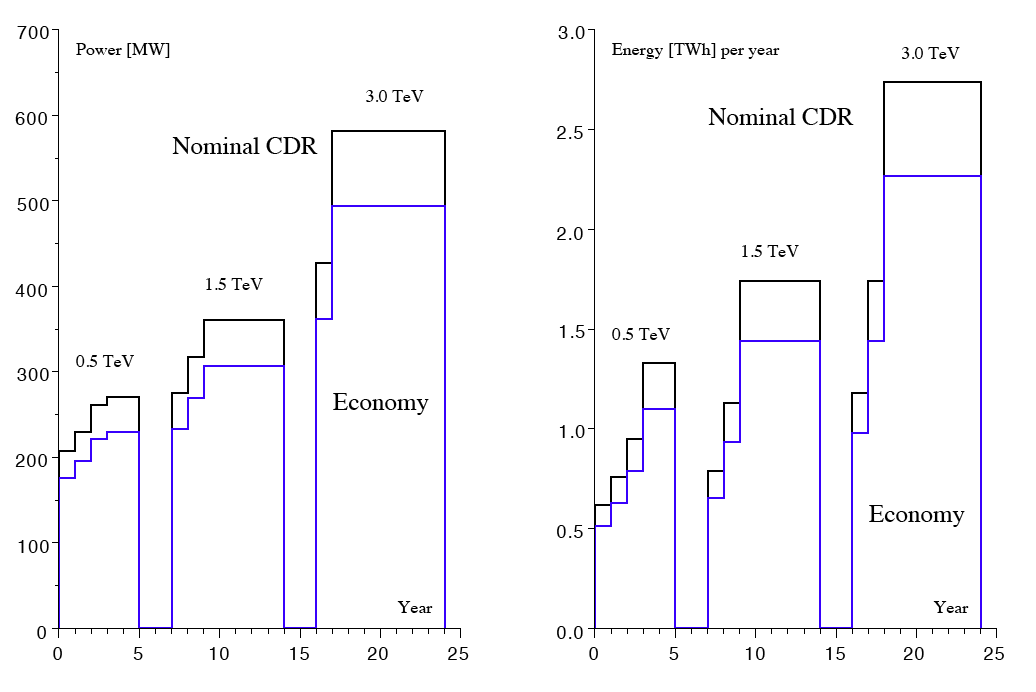 700
Power [MW]
3.0 TeV
600
Nominal CDR
500
400
1.5 TeV
0.5 TeV
300
Economy
200
100
Year
0
0 5 10 15 20 25
3.0
Energy [TWh] per year
3.0 TeV
Nominal CDR
2.5
2.0
1.5 TeV
1.5
0.5 TeV
1.0
Economy
0.5
Year
0.0
0 5 10 15 20 25